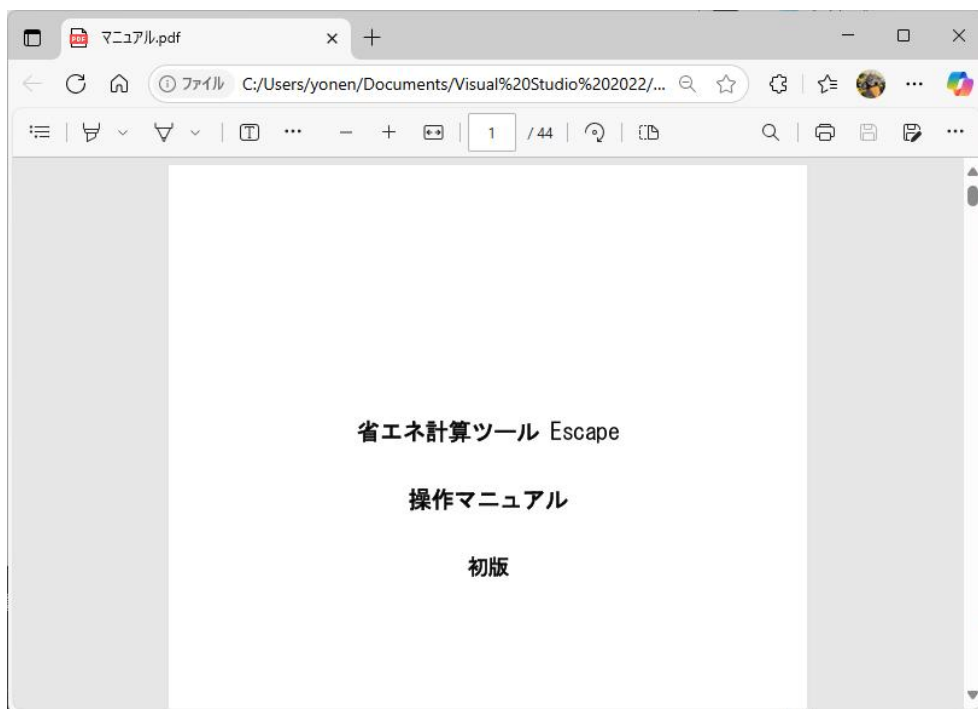 マニュアル.pdf
ファイル C:/Users/yonen/Documents/Visual%20Studio%202022/...
1 / 44
省エネ計算ツール Escape
操作マニュアル
初版